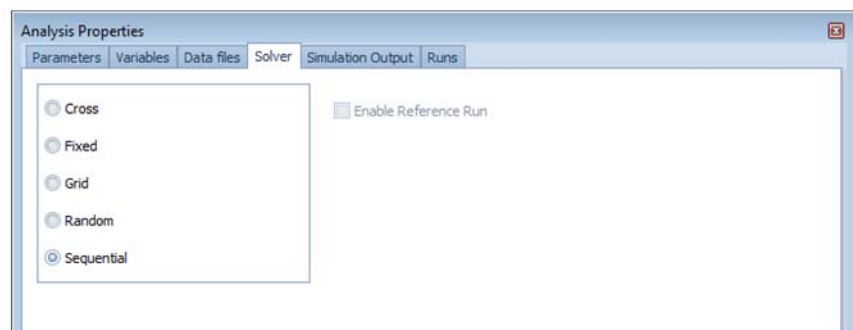 Analysis Properties
Parameters Variables Data files Solver Simulation Output Runs
Cross
Enable Reference Run
Fixed
Grid
Random
Sequential